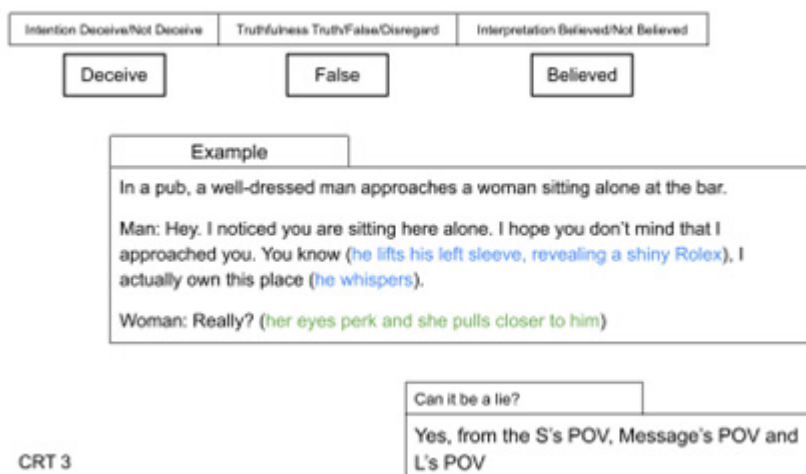 Intention Deceive/Not Deceive Truthfulness Truth/False/Disregard Interpretation Believed/Not Believed
Deceive False Believed
Example
In a pub, a well-dressed man approaches a woman sitting alone at the bar.
Man: Hey. I noticed you are sitting here alone. I hope you don't mind that I
approached you. You know (he lifts his left sleeve, revealing a shiny Rolex), I
actually own this place (he whispers).
Woman: Really? (her eyes perk and she pulls closer to him)
Can it be a lie?
Yes, from the S's POV, Message's POV and
L's POV
CRT 3